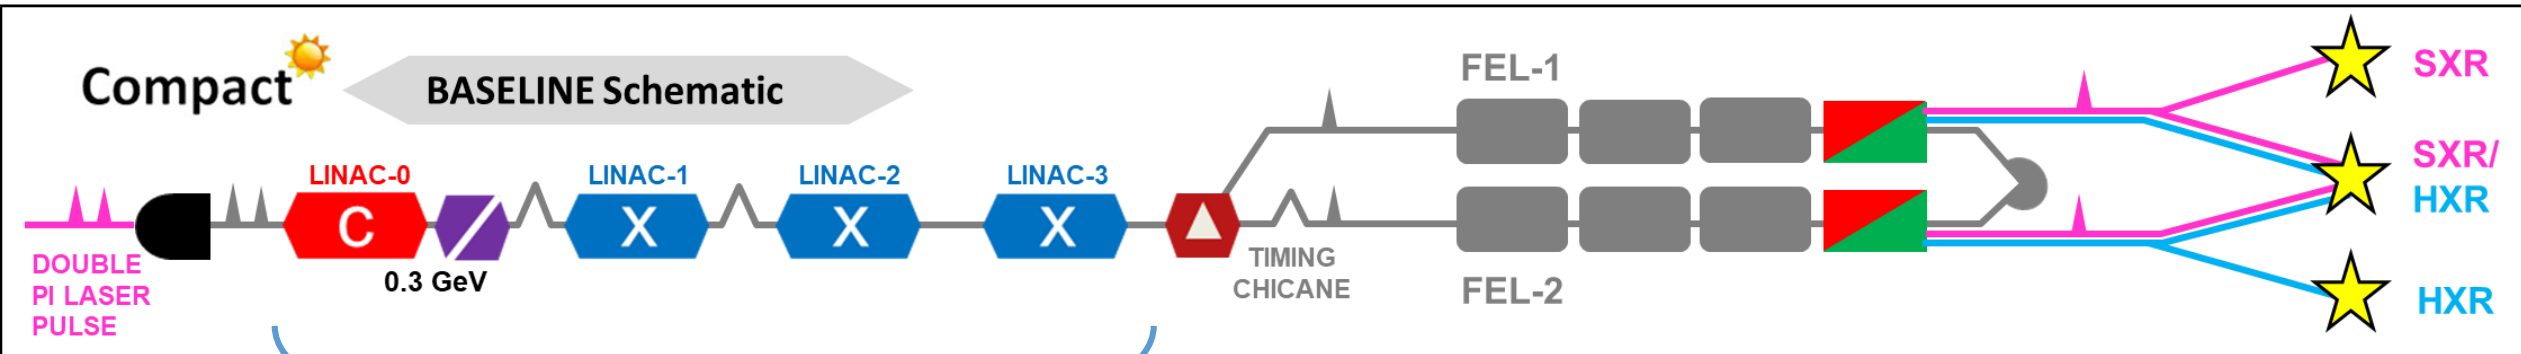 Compact
BASELINE Schematic
FEL-1
SXR
LINAC-0
LINAC-1
LINAC-2
LINAC-3
SXR/
HXR
C
X
X
X
DOUBLE
PI LASER
PULSE
0.3 GeV
TIMING
CHICANE
FEL-2
HXR